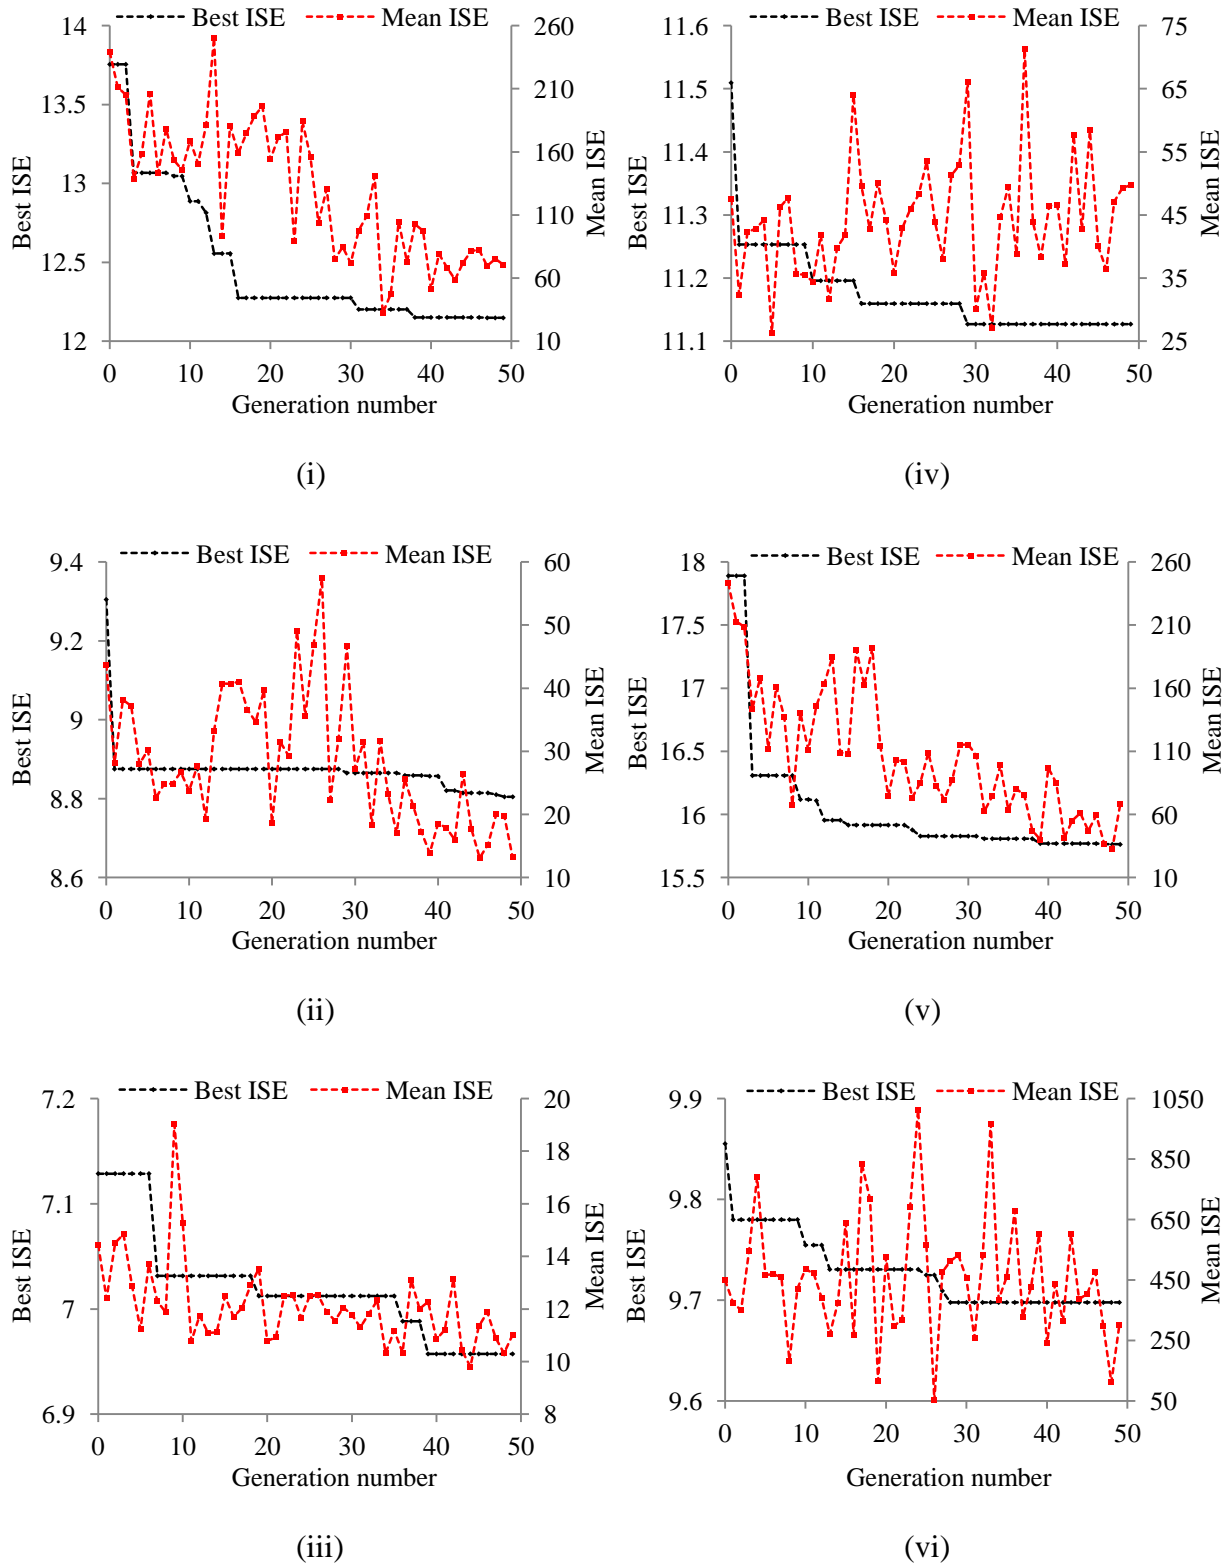 Best ISE Mean ISE
14 260
13.5 210
13 160
12.5 110
12 60
10
Best ISE
Mean ISE
0 10 20 30 40 50
Generation number
(i)
Best ISE Mean ISE
11.6 75
11.5 65
11.4 55
11.3 45
11.2 35
11.1 25
Best ISE
Mean ISE
0 10 20 30 40 50
Generation number
(iv)
Best ISE Mean ISE
9.4 60
9.2 50
9 40
8.8 30
8.6 20
10
Best ISE
Mean ISE
0 10 20 30 40 50
Generation number
(ii)
Best ISE Mean ISE
18 260
17.5 210
17 160
16.5 110
16 60
15.5 10
Best ISE
Mean ISE
0 10 20 30 40 50
Generation number
(v)
Best ISE Mean ISE
7.2 20
18
7.1 16
14
7 12
10
6.9 8
Best ISE
Mean ISE
0 10 20 30 40 50
Generation number
(iii)
Best ISE Mean ISE
9.9 1050
9.8 850
9.7 650
9.6 450
250
50
Best ISE
Mean ISE
0 10 20 30 40 50
Generation number
(vi)